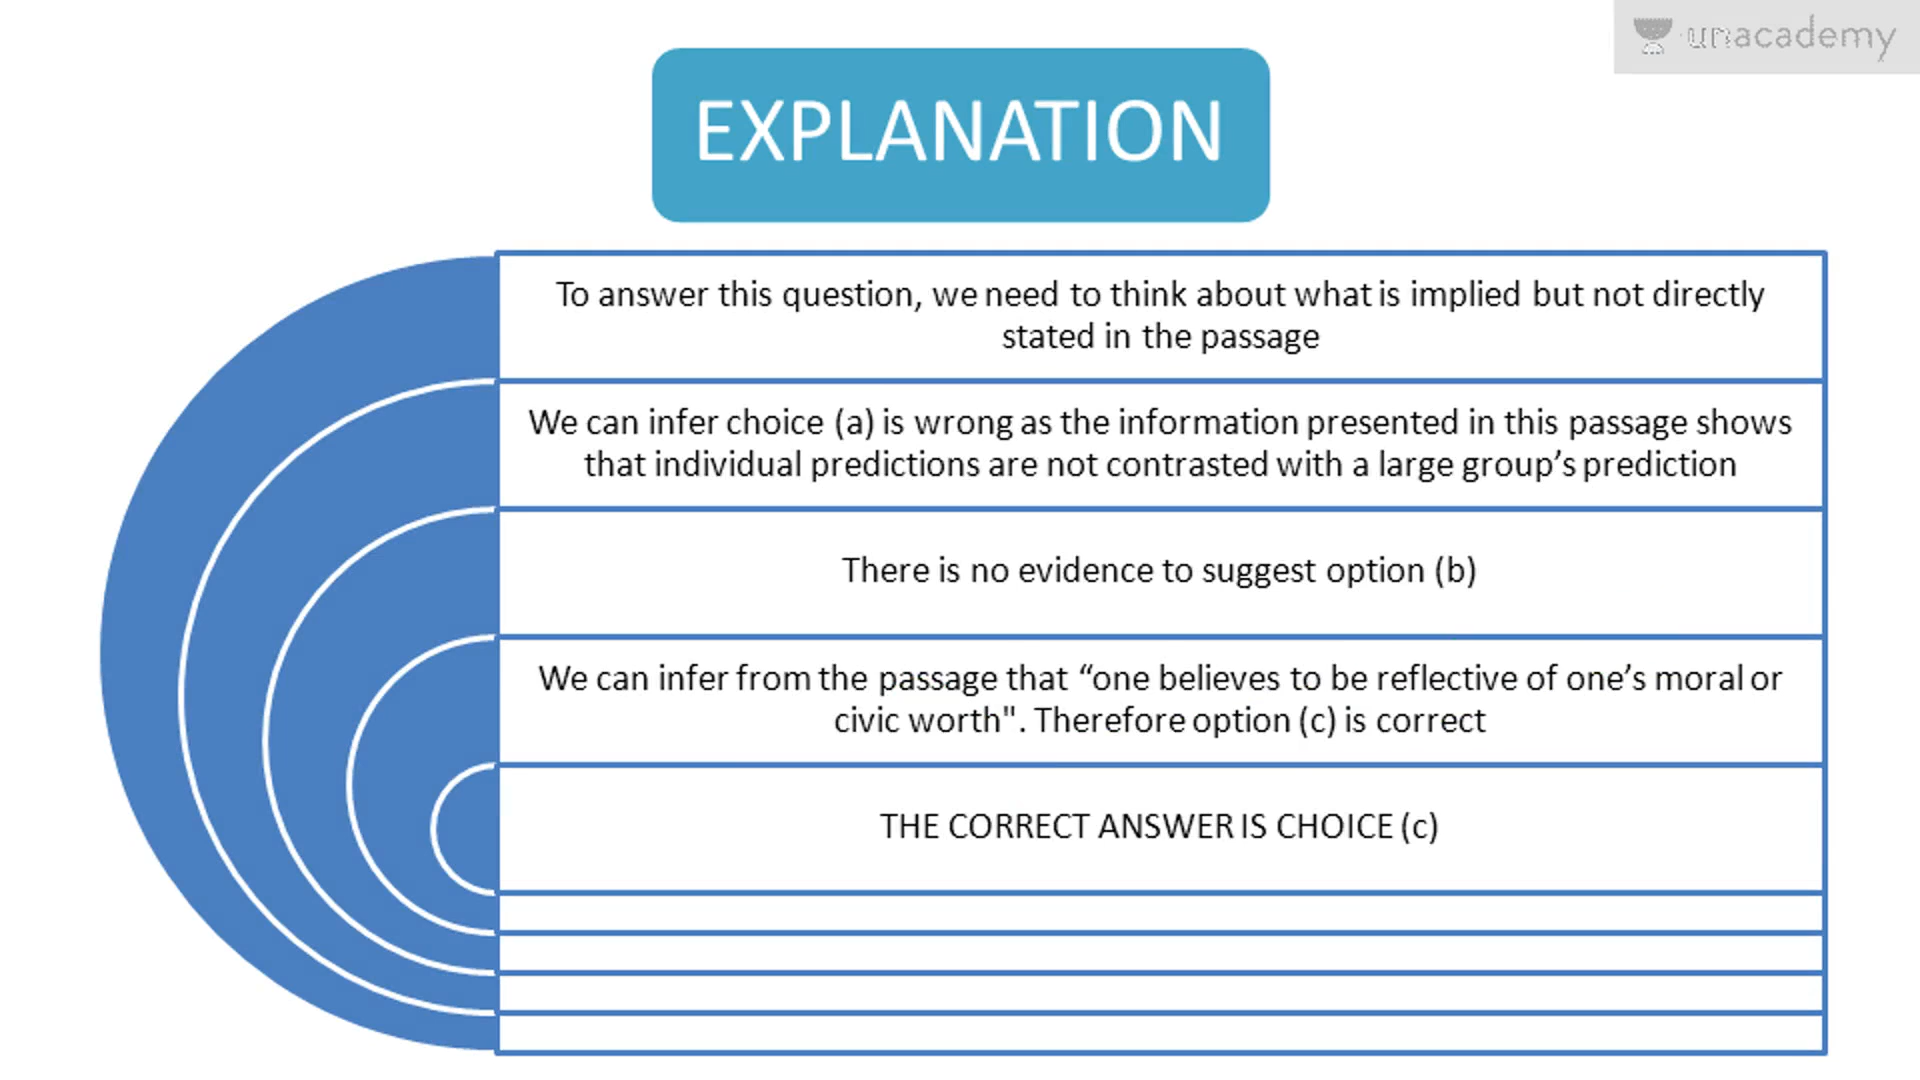 unacademy
EXPLANATION
To answer this question, we need to think about what is implied but not directly
stated in the passage
We can infer choice (a) is wrong as the information presented in this passage shows
that individual predictions are not contrasted with a large group’s prediction
There is no evidence to suggest option (b)
We can infer from the passage that “one believes to be reflective of one’s moral or
civic worth". Therefore option (c) is correct
THE CORRECT ANSWER IS CHOICE (c)